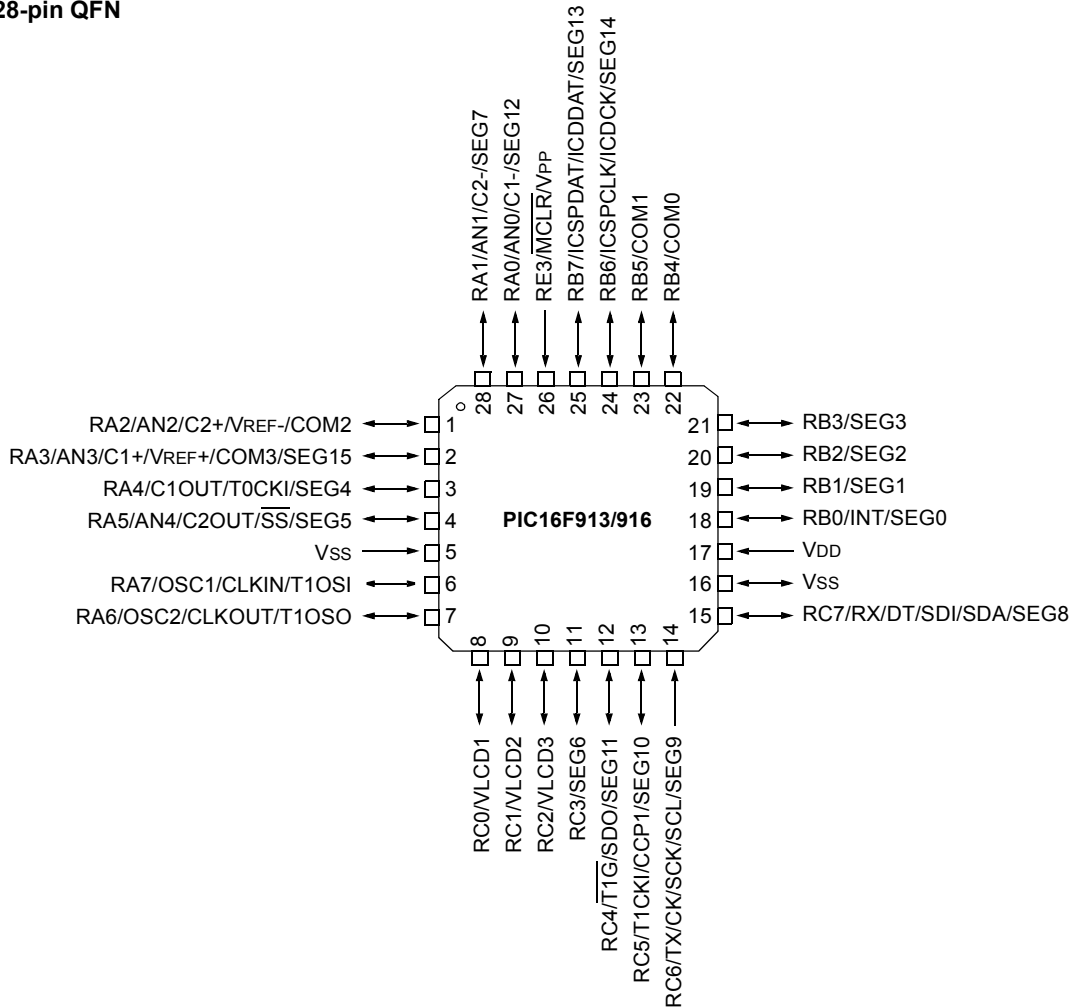 28-pin QFN
RA1/AN1/C2-/SEG7
RA0/AN0/C1-/SEG12
RE3/MCLR/VPP
RB7/ICSPDAT/ICDDAT/SEG13
RB6/ICSPCLK/ICDCK/SEG14
RB5/COM1
RB4/COM0
28
27
26
25
24
23
22
RA2/AN2/C2+/VREF-/COM2
1
RA3/AN3/C1+/VREF+/COM3/SEG15
2
RA4/C1OUT/T0CKI/SEG4
3
RA5/AN4/C2OUT/SS/SEG5
4
VSS
5
RA7/OSC1/CLKIN/T1OSI
6
RA6/OSC2/CLKOUT/T1OSO
7
PIC16F913/916
21
RB3/SEG3
20
RB2/SEG2
19
RB1/SEG1
18
RB0/INT/SEG0
17
VDD
16
VSS
15
RC7/RX/DT/SDI/SDA/SEG8
8
9
10
11
12
13
14
RC0/VLCD1
RC1/VLCD2
RC2/VLCD3
RC3/SEG6
RC4/T1G/SDO/SEG11
RC5/T1CKI/CCP1/SEG10
RC6/TX/CK/SCK/SCL/SEG9